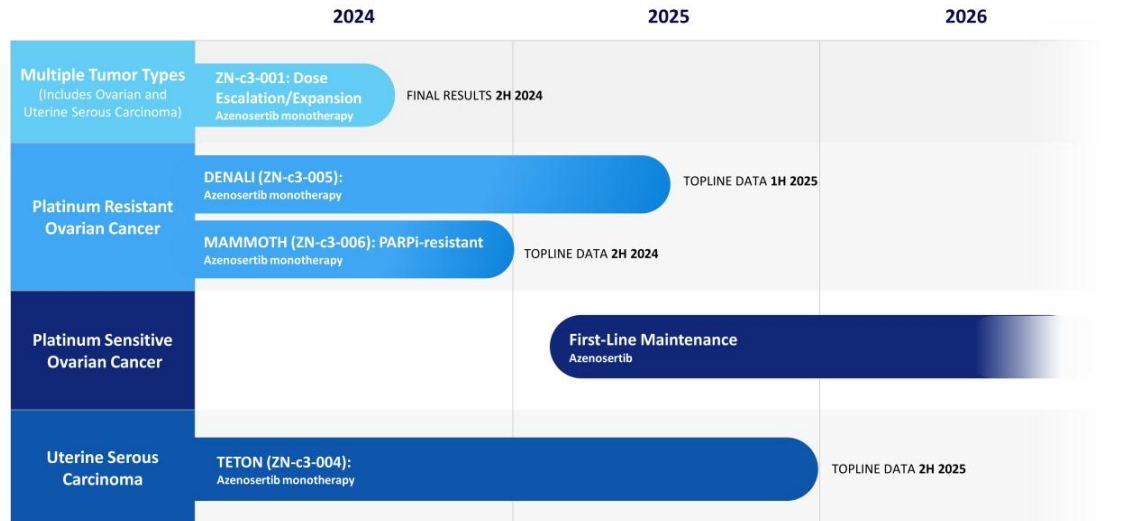 2024
2025
2026
Multiple Tumor Types
(Includes Ovarian and
Uterine Serous Carcinoma)
ZN-c3-001: Dose
Escalation/Expansion
Azenosertib monotherapy
FINAL RESULTS 2H 2024
Platinum Resistant
Ovarian Cancer
DENALI (ZN-c3-005):
Azenosertib monotherapy
TOPLINE DATA 1H 2025
MAMMOTH (ZN-c3-006): PARPi-resistant
Azenosertib monotherapy
TOPLINE DATA 2H 2024
Platinum Sensitive
Ovarian Cancer
First-Line Maintenance
Azenosertib
Uterine Serous
Carcinoma
TETON (ZN-c3-004):
Azenosertib monotherapy
TOPLINE DATA 2H 2025